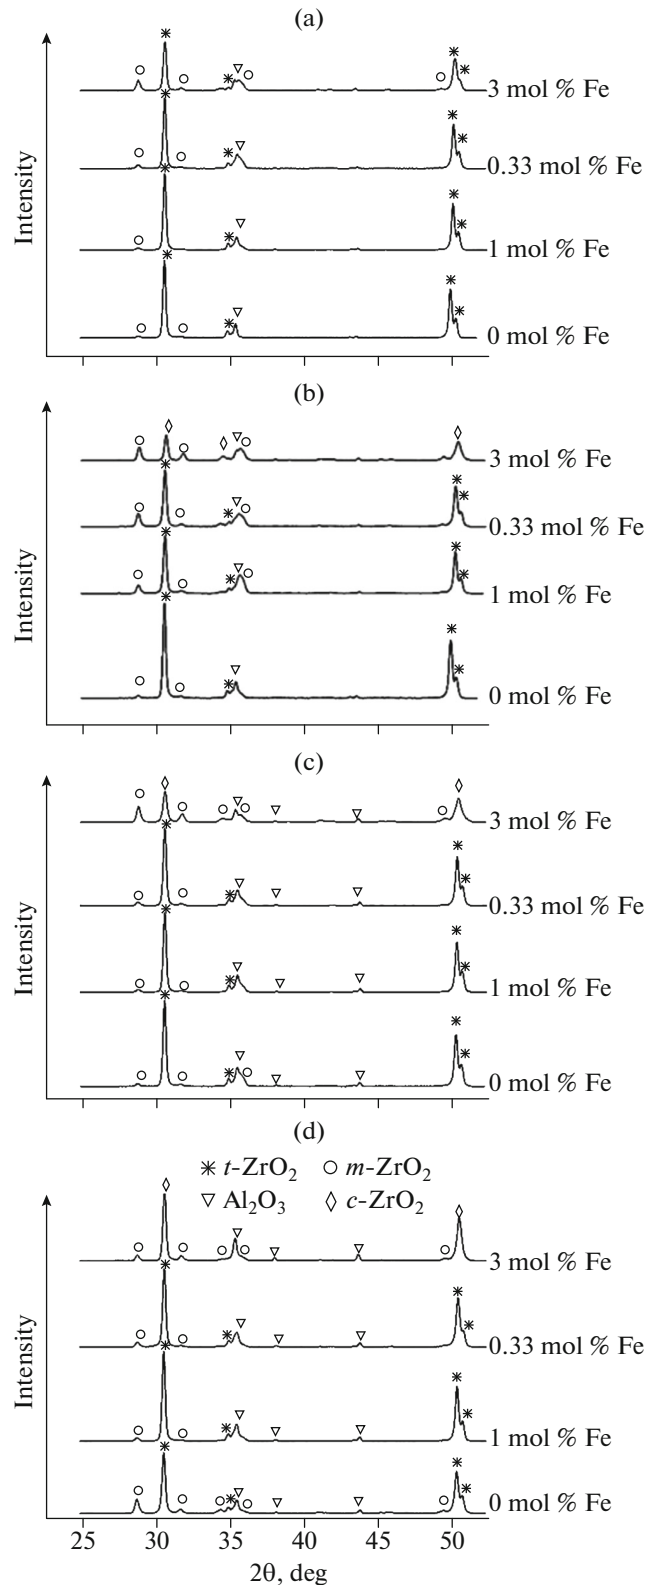 (a)
3 mol % Fe
0.33 mol % Fe
1 mol % Fe
0 mol % Fe
Intensity
(b)
3 mol % Fe
0.33 mol % Fe
1 mol % Fe
0 mol % Fe
Intensity
(c)
3 mol % Fe
0.33 mol % Fe
1 mol % Fe
0 mol % Fe
Intensity
(d)
t-ZrO₂ m-ZrO₂
Al₂O₃ c-ZrO₂
3 mol % Fe
0.33 mol % Fe
1 mol % Fe
0 mol % Fe
Intensity
25 30 35 40 45 50
2θ, deg